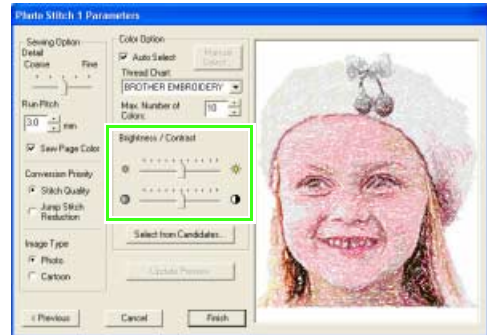 Photo Stitch 1 Parameters
Sewing Option
Detail
Coarse Fine
Run-Pitch
3.0 mm
Sew Page Color
Conversion Priority
Stitch Quality
Jump Stitch
Reduction
Image Type
Photo
Cartoon
Color Option
Auto Select
Manual
Select...
Thread Chart
BROTHER EMBROIDERY
Max. Number of
Colors:
10
Brightness / Contrast
Select from Candidates...
Update Preview
< Previous
Cancel
Finish